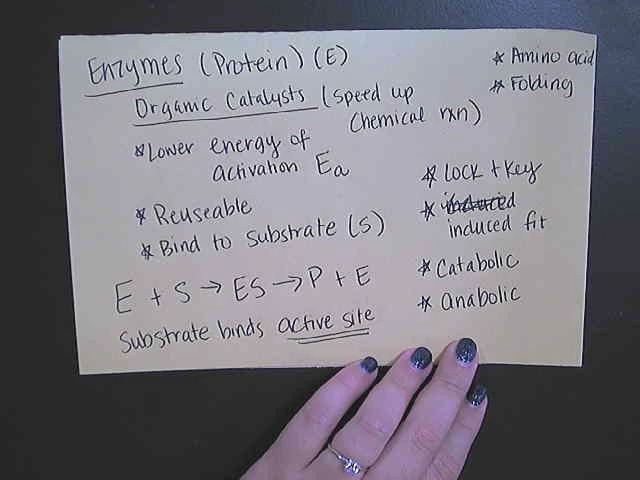 Enzymes (Protein) (E)
Organic Catalysts (speed up
chemical rxn)
* Lower energy of
activation Ea
* Reuseable
* Bind to substrate (S)
E + S → ES → P + E
substrate binds active site
* Amino acid
* Folding
* Lock + Key
* induced
induced fit
* Catabolic
* anabolic